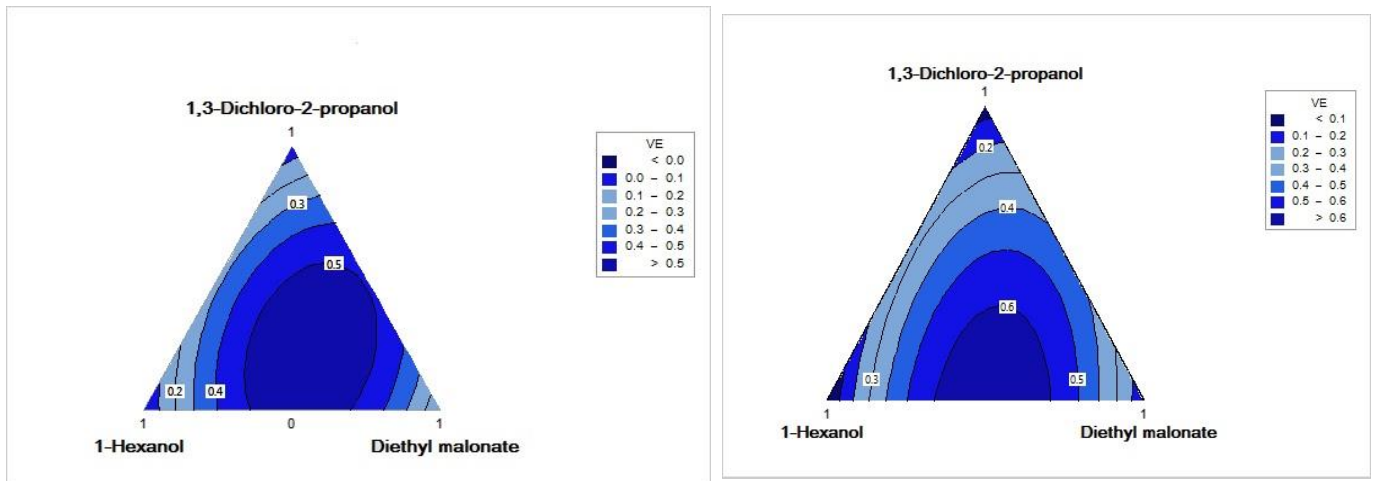 1,3-Dichloro-2-propanol
1
VE
< 0.0
0.0 – 0.1
0.1 – 0.2
0.2 – 0.3
0.3 – 0.4
0.4 – 0.5
> 0.5
0.3
0.5
0.2
0.4
1
0
1
1-Hexanol
Diethyl malonate
1,3-Dichloro-2-propanol
1
VE
< 0.1
0.1 – 0.2
0.2 – 0.3
0.3 – 0.4
0.4 – 0.5
0.5 – 0.6
> 0.6
0.2
0.4
0.6
0.3
0.5
1
1
1-Hexanol
Diethyl malonate